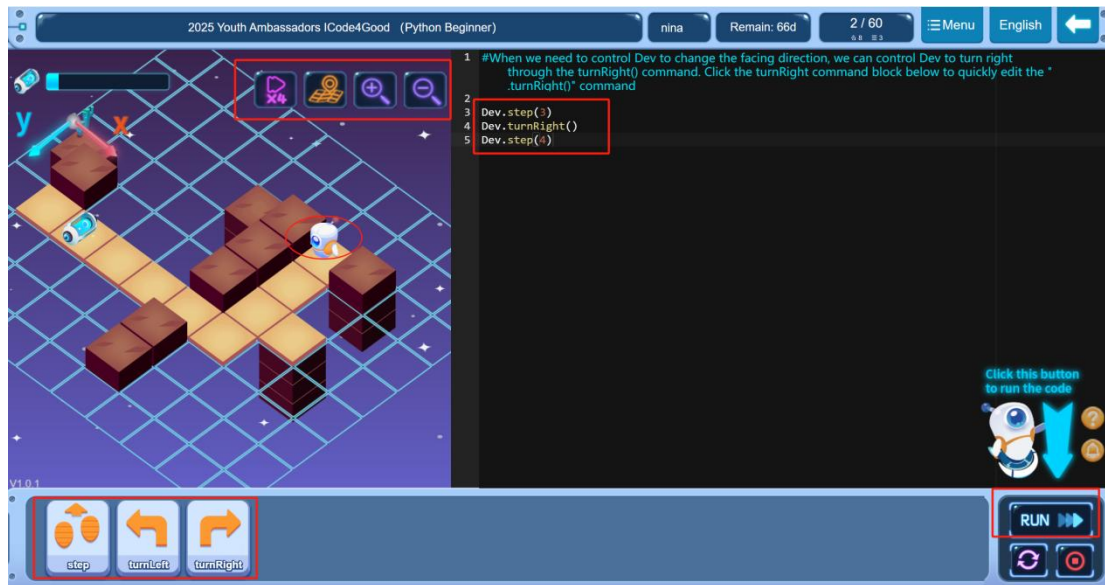 2025 Youth Ambassadors ICode4Good (Python Beginner)
nina
Remain: 66d
2 / 60
Menu
English
X4
y
x
1 #When we need to control Dev to change the facing direction, we can control Dev to turn right
through the turnRight() command. Click the turnRight command block below to quickly edit the "
.turnRight()" command
2
3 Dev.step(3)
4 Dev.turnRight()
5 Dev.step(4)
Click this button
to run the code
?
V1.0.1
step
turnLeft
turnRight
RUN